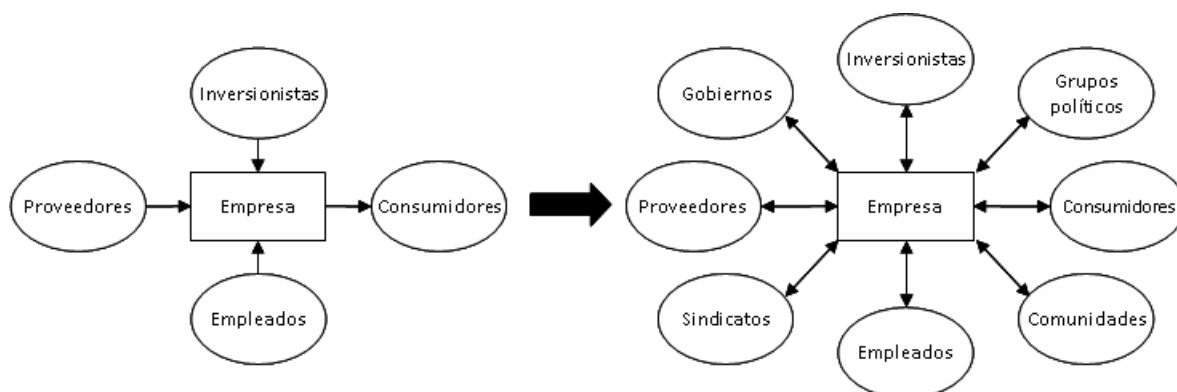 Inversionistas
Proveedores
Empresa
Consumidores
Empleados
Inversionistas
Gobiernos
Grupos
políticos
Proveedores
Empresa
Consumidores
Sindicatos
Comunidades
Empleados